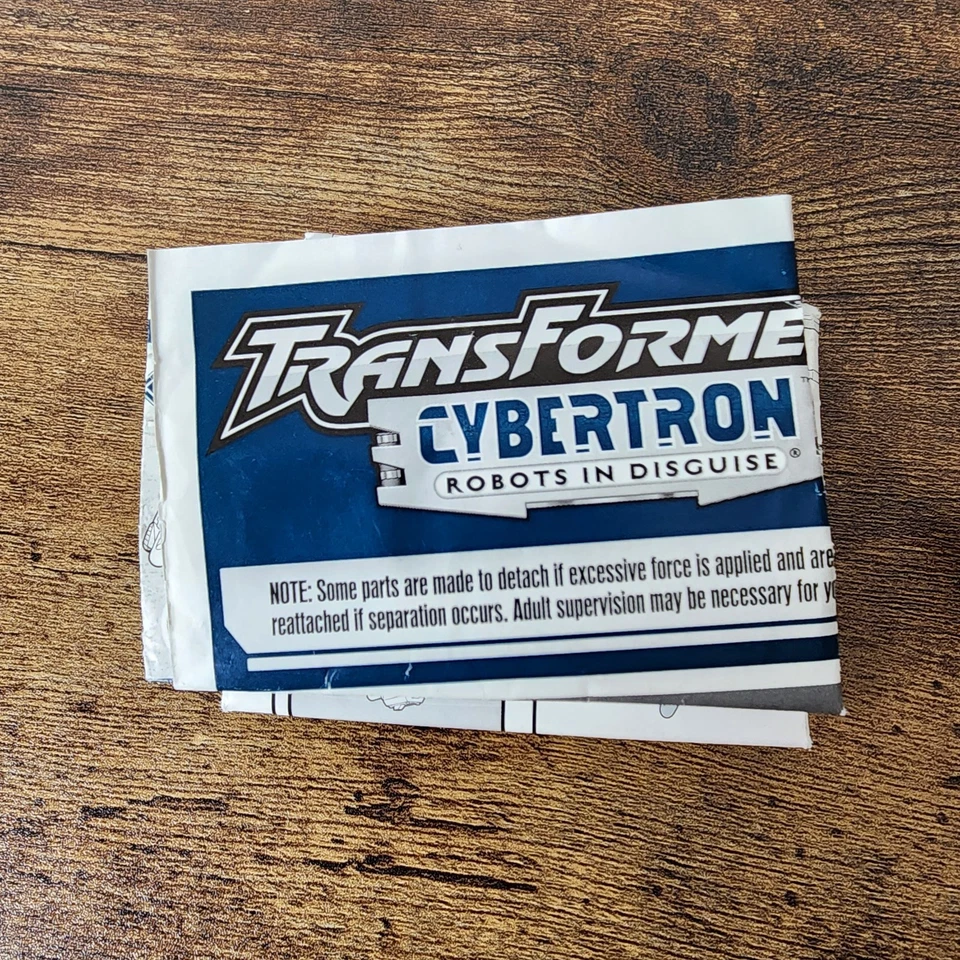 TRANSFORME
CYBERTRON
ROBOTS IN DISGUISE®
NOTE: Some parts are made to detach if excessive force is applied and are
reattached if separation occurs. Adult supervision may be necessary for